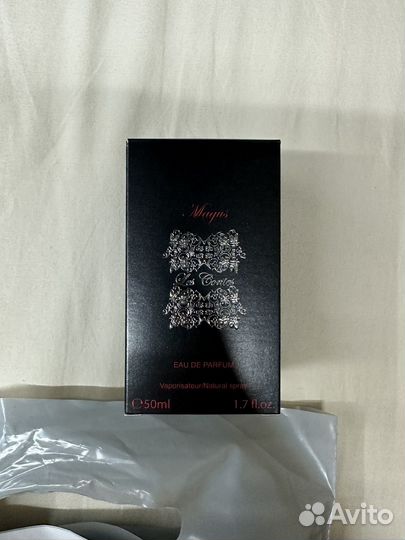 Magus
Les Contes
EAU DE PARFUM
Vaporisateur/Natural spray
℮50ml 1.7 fl.oz.
Avito